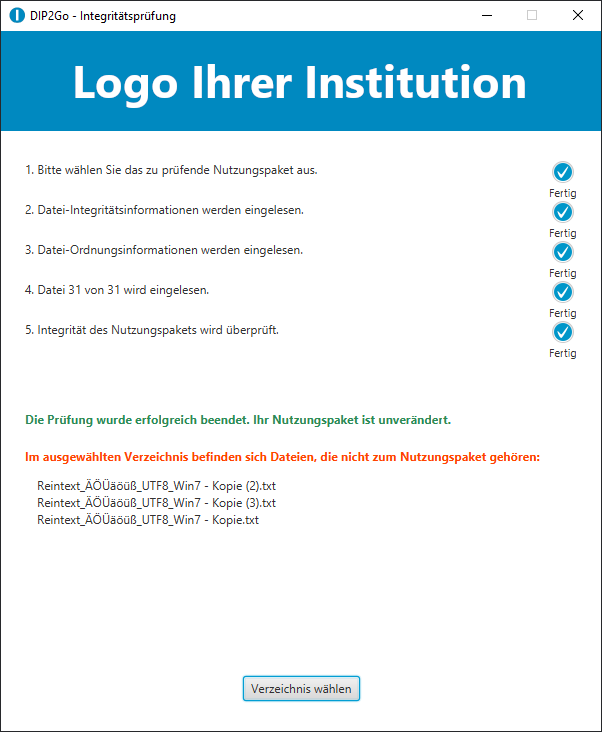 DIP2Go - Integritätsprüfung
Logo Ihrer Institution
1. Bitte wählen Sie das zu prüfende Nutzungspaket aus.
Fertig
2. Datei-Integritätsinformationen werden eingelesen.
Fertig
3. Datei-Ordnungsinformationen werden eingelesen.
Fertig
4. Datei 31 von 31 wird eingelesen.
Fertig
5. Integrität des Nutzungspakets wird überprüft.
Fertig
Die Prüfung wurde erfolgreich beendet. Ihr Nutzungspaket ist unverändert.
Im ausgewählten Verzeichnis befinden sich Dateien, die nicht zum Nutzungspaket gehören:
Reintext_ÄÖÜäöüß_UTF8_Win7 - Kopie (2).txt
Reintext_ÄÖÜäöüß_UTF8_Win7 - Kopie (3).txt
Reintext_ÄÖÜäöüß_UTF8_Win7 - Kopie.txt
Verzeichnis wählen